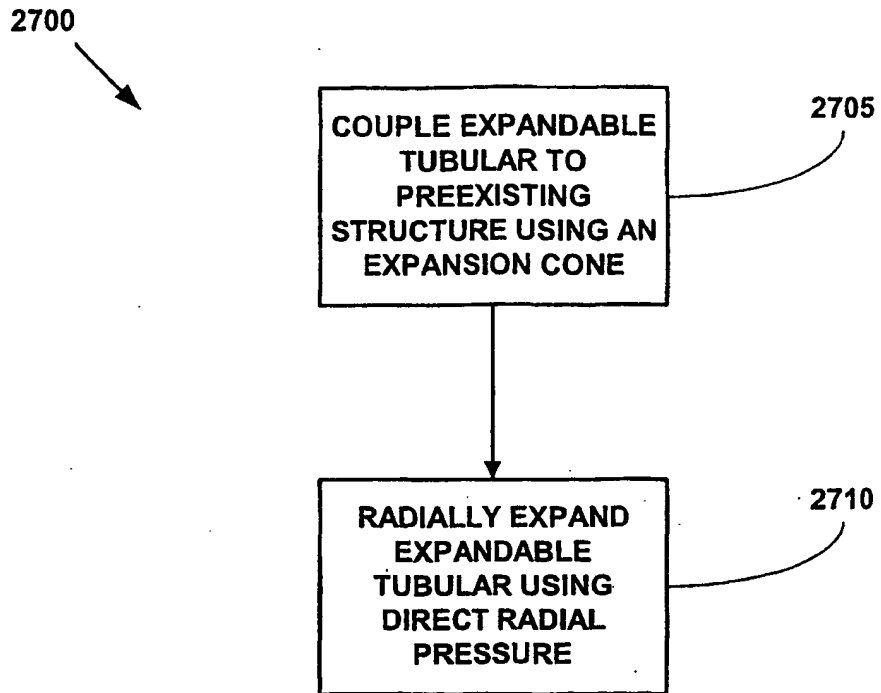 2700
COUPLE EXPANDABLE
TUBULAR TO
PREEXISTING
STRUCTURE USING AN
EXPANSION CONE
2705
RADIALLY EXPAND
EXPANDABLE
TUBULAR USING
DIRECT RADIAL
PRESSURE
2710